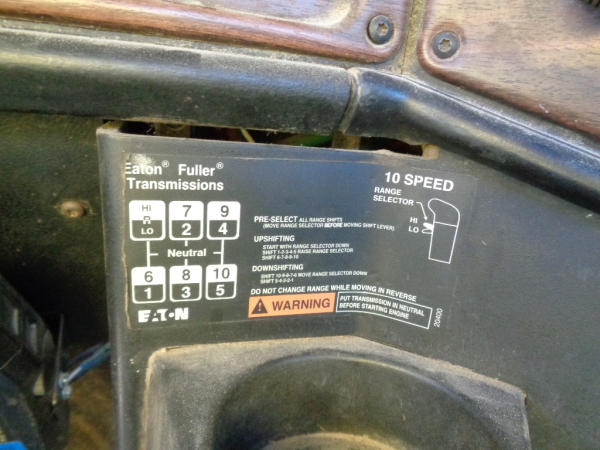 Eaton® Fuller®
Transmissions
10 SPEED
RANGE
SELECTOR
HI
LO
HI 7 9
R
LO 2 4
Neutral
6 8 10
1 3 5
EATON
PRE-SELECT ALL RANGE SHIFTS
(MOVE RANGE SELECTOR BEFORE MOVING SHIFT LEVER)
UPSHIFTING
START WITH RANGE SELECTOR DOWN
SHIFT 1-2-3-4-5 RAISE RANGE SELECTOR
SHIFT 6-7-8-9-10
DOWNSHIFTING
SHIFT 10-9-8-7-6 MOVE RANGE SELECTOR DOWN
SHIFT 5-4-3-2-1
DO NOT CHANGE RANGE WHILE MOVING IN REVERSE
WARNING
PUT TRANSMISSION IN NEUTRAL
BEFORE STARTING ENGINE
20400